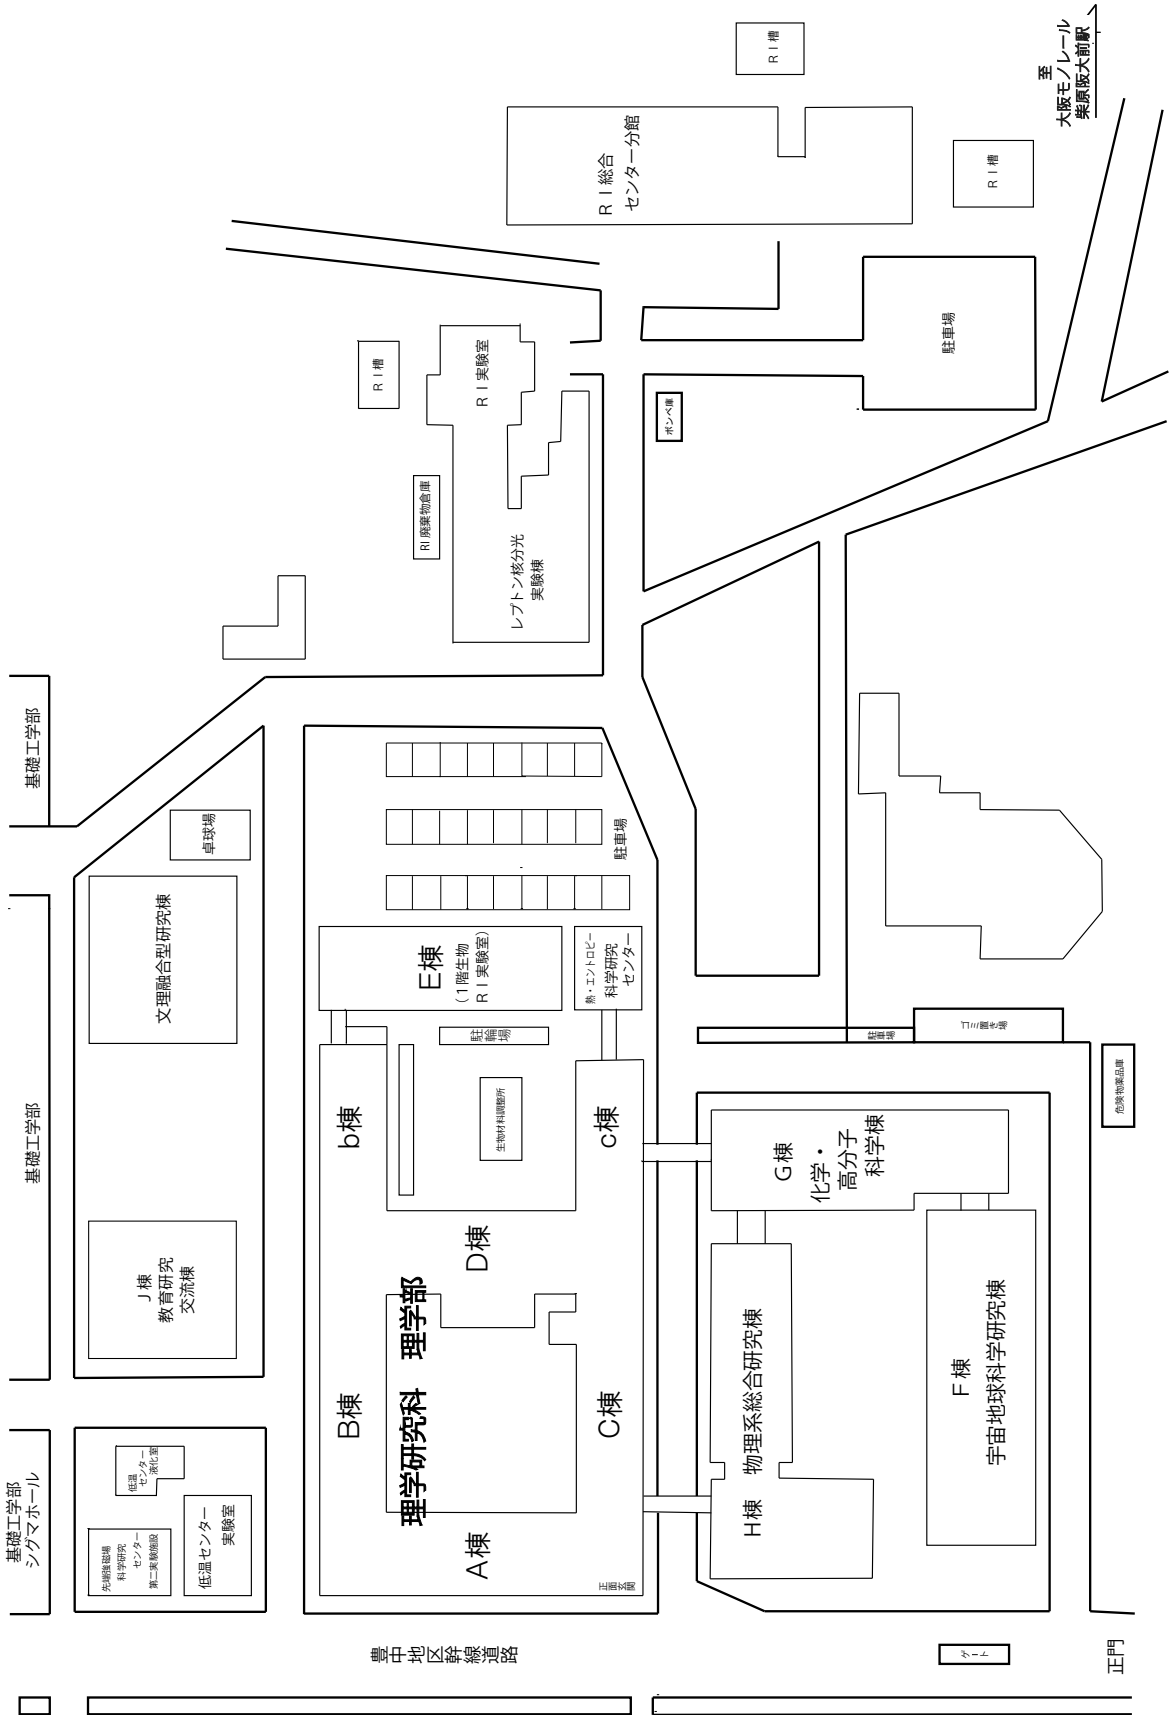 至
大阪モノレール
柴原阪大前駅
ＲＩ槽
ＲＩ総合
センター分館
ＲＩ槽
駐車場
ＲＩ槽
ＲＩ実験室
ボンベ庫
RI廃棄物倉庫
レプトン核分光
実験棟
基礎工学部
卓球場
駐車場
文理融合型研究棟
E棟
（1階生物
ＲＩ実験室）
熱・エントロピー
科学研究
センター
駐輪場
駐車場
ゴミ置き場
危険物薬品庫
基礎工学部
b棟
生物材料調整所
c棟
G棟
化学・
高分子
科学棟
J棟
教育研究
交流棟
D棟
理学研究科　理学部
B棟
C棟
物理系総合研究棟
H棟
F棟
宇宙地球科学研究棟
基礎工学部
シグマホール
低温
センター
液化室
先端強磁場
科学研究
センター
第二実験施設
低温センター
実験室
A棟
正面玄関
豊中地区幹線道路
ゲート
正門